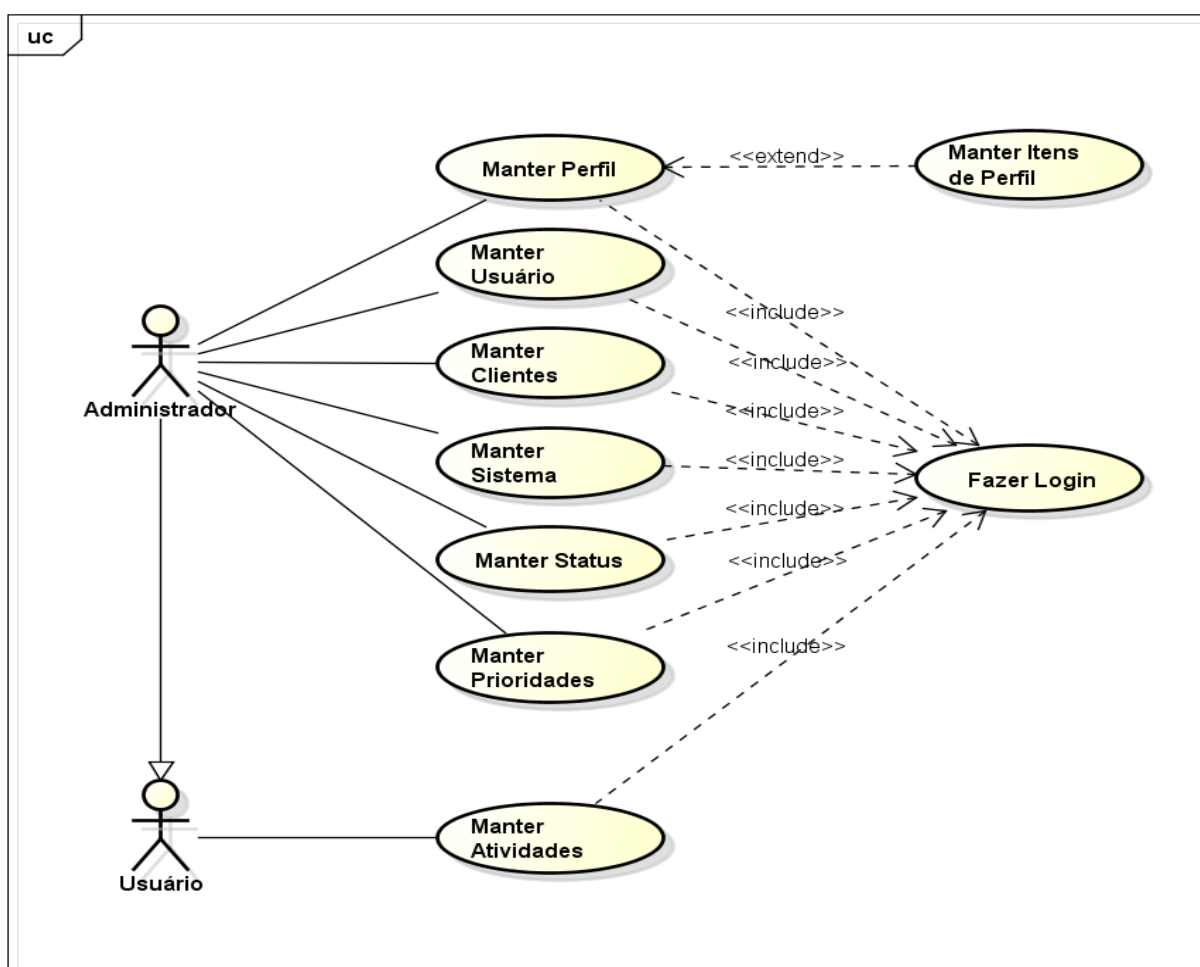 uc
Manter Perfil
<<extend>>
Manter Itens
de Perfil
Manter
Usuário
<<include>>
Manter
Clientes
<<include>>
<<include>>
Administrador
Manter
Sistema
<<include>>
Fazer Login
<<include>>
Manter Status
<<include>>
Manter
Prioridades
<<include>>
Manter
Atividades
Usuário